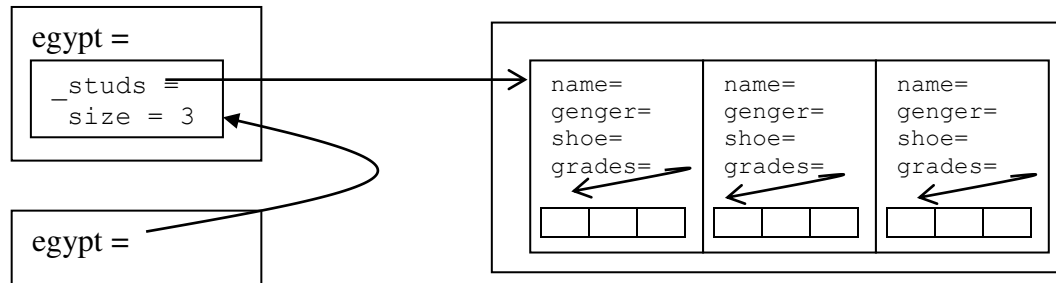 egypt =
_studs =
size = 3
egypt =
name=
genger=
shoe=
grades=
name=
genger=
shoe=
grades=
name=
genger=
shoe=
grades=